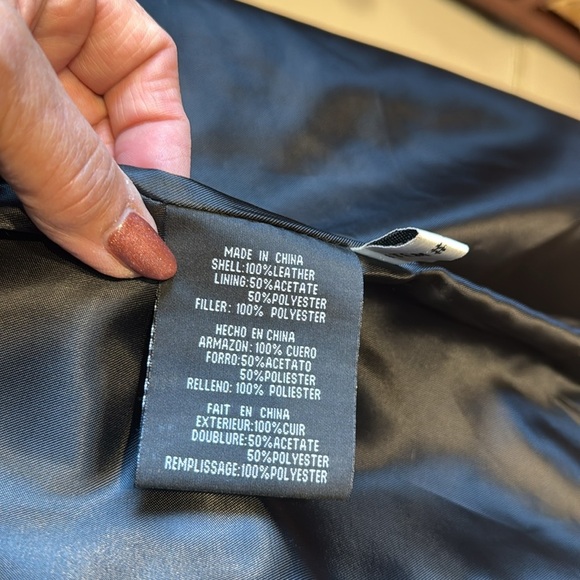 MADE IN CHINA
SHELL:100%LEATHER
LINING:50%ACETATE
50%POLYESTER
FILLER: 100% POLYESTER
HECHO EN CHINA
ARMAZON:100% CUERO
FORRO:50%ACETATO
50%POLIESTER
RELLENO:100% POLIESTER
FAIT EN CHINA
EXTERIEUR:100%CUIR
DOUBLURE:50%ACETATE
50%POLYESTER
REMPLISSAGE:100%POLYESTER